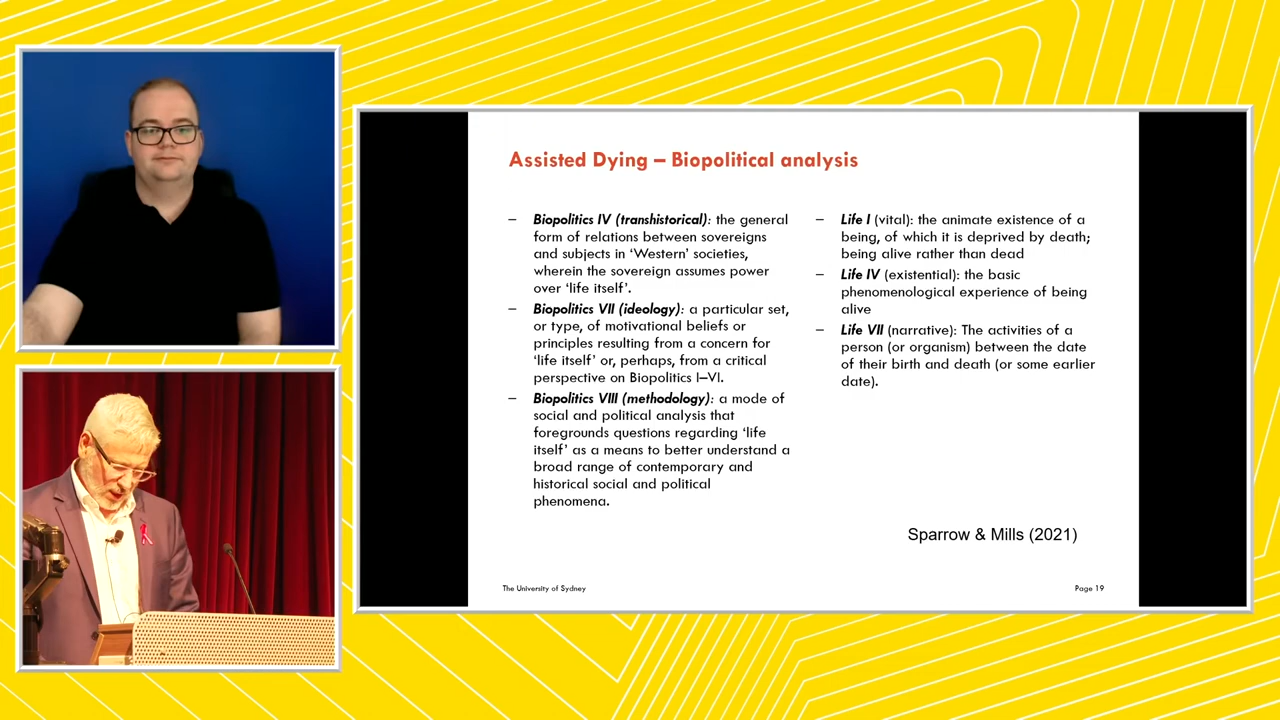 Assisted Dying – Biopolitical analysis
– Biopolitics IV (transhistorical): the general
form of relations between sovereigns
and subjects in ‘Western’ societies,
wherein the sovereign assumes power
over ‘life itself’.
– Biopolitics VII (ideology): a particular set,
or type, of motivational beliefs or
principles resulting from a concern for
‘life itself’ or, perhaps, from a critical
perspective on Biopolitics I–VI.
– Biopolitics VIII (methodology): a mode of
social and political analysis that
foregrounds questions regarding ‘life
itself’ as a means to better understand a
broad range of contemporary and
historical social and political
phenomena.
– Life I (vital): the animate existence of a
being, of which it is deprived by death;
being alive rather than dead
– Life IV (existential): the basic
phenomenological experience of being
alive
– Life VII (narrative): The activities of a
person (or organism) between the date
of their birth and death (or some earlier
date).
Sparrow & Mills (2021)
The University of Sydney
Page 19